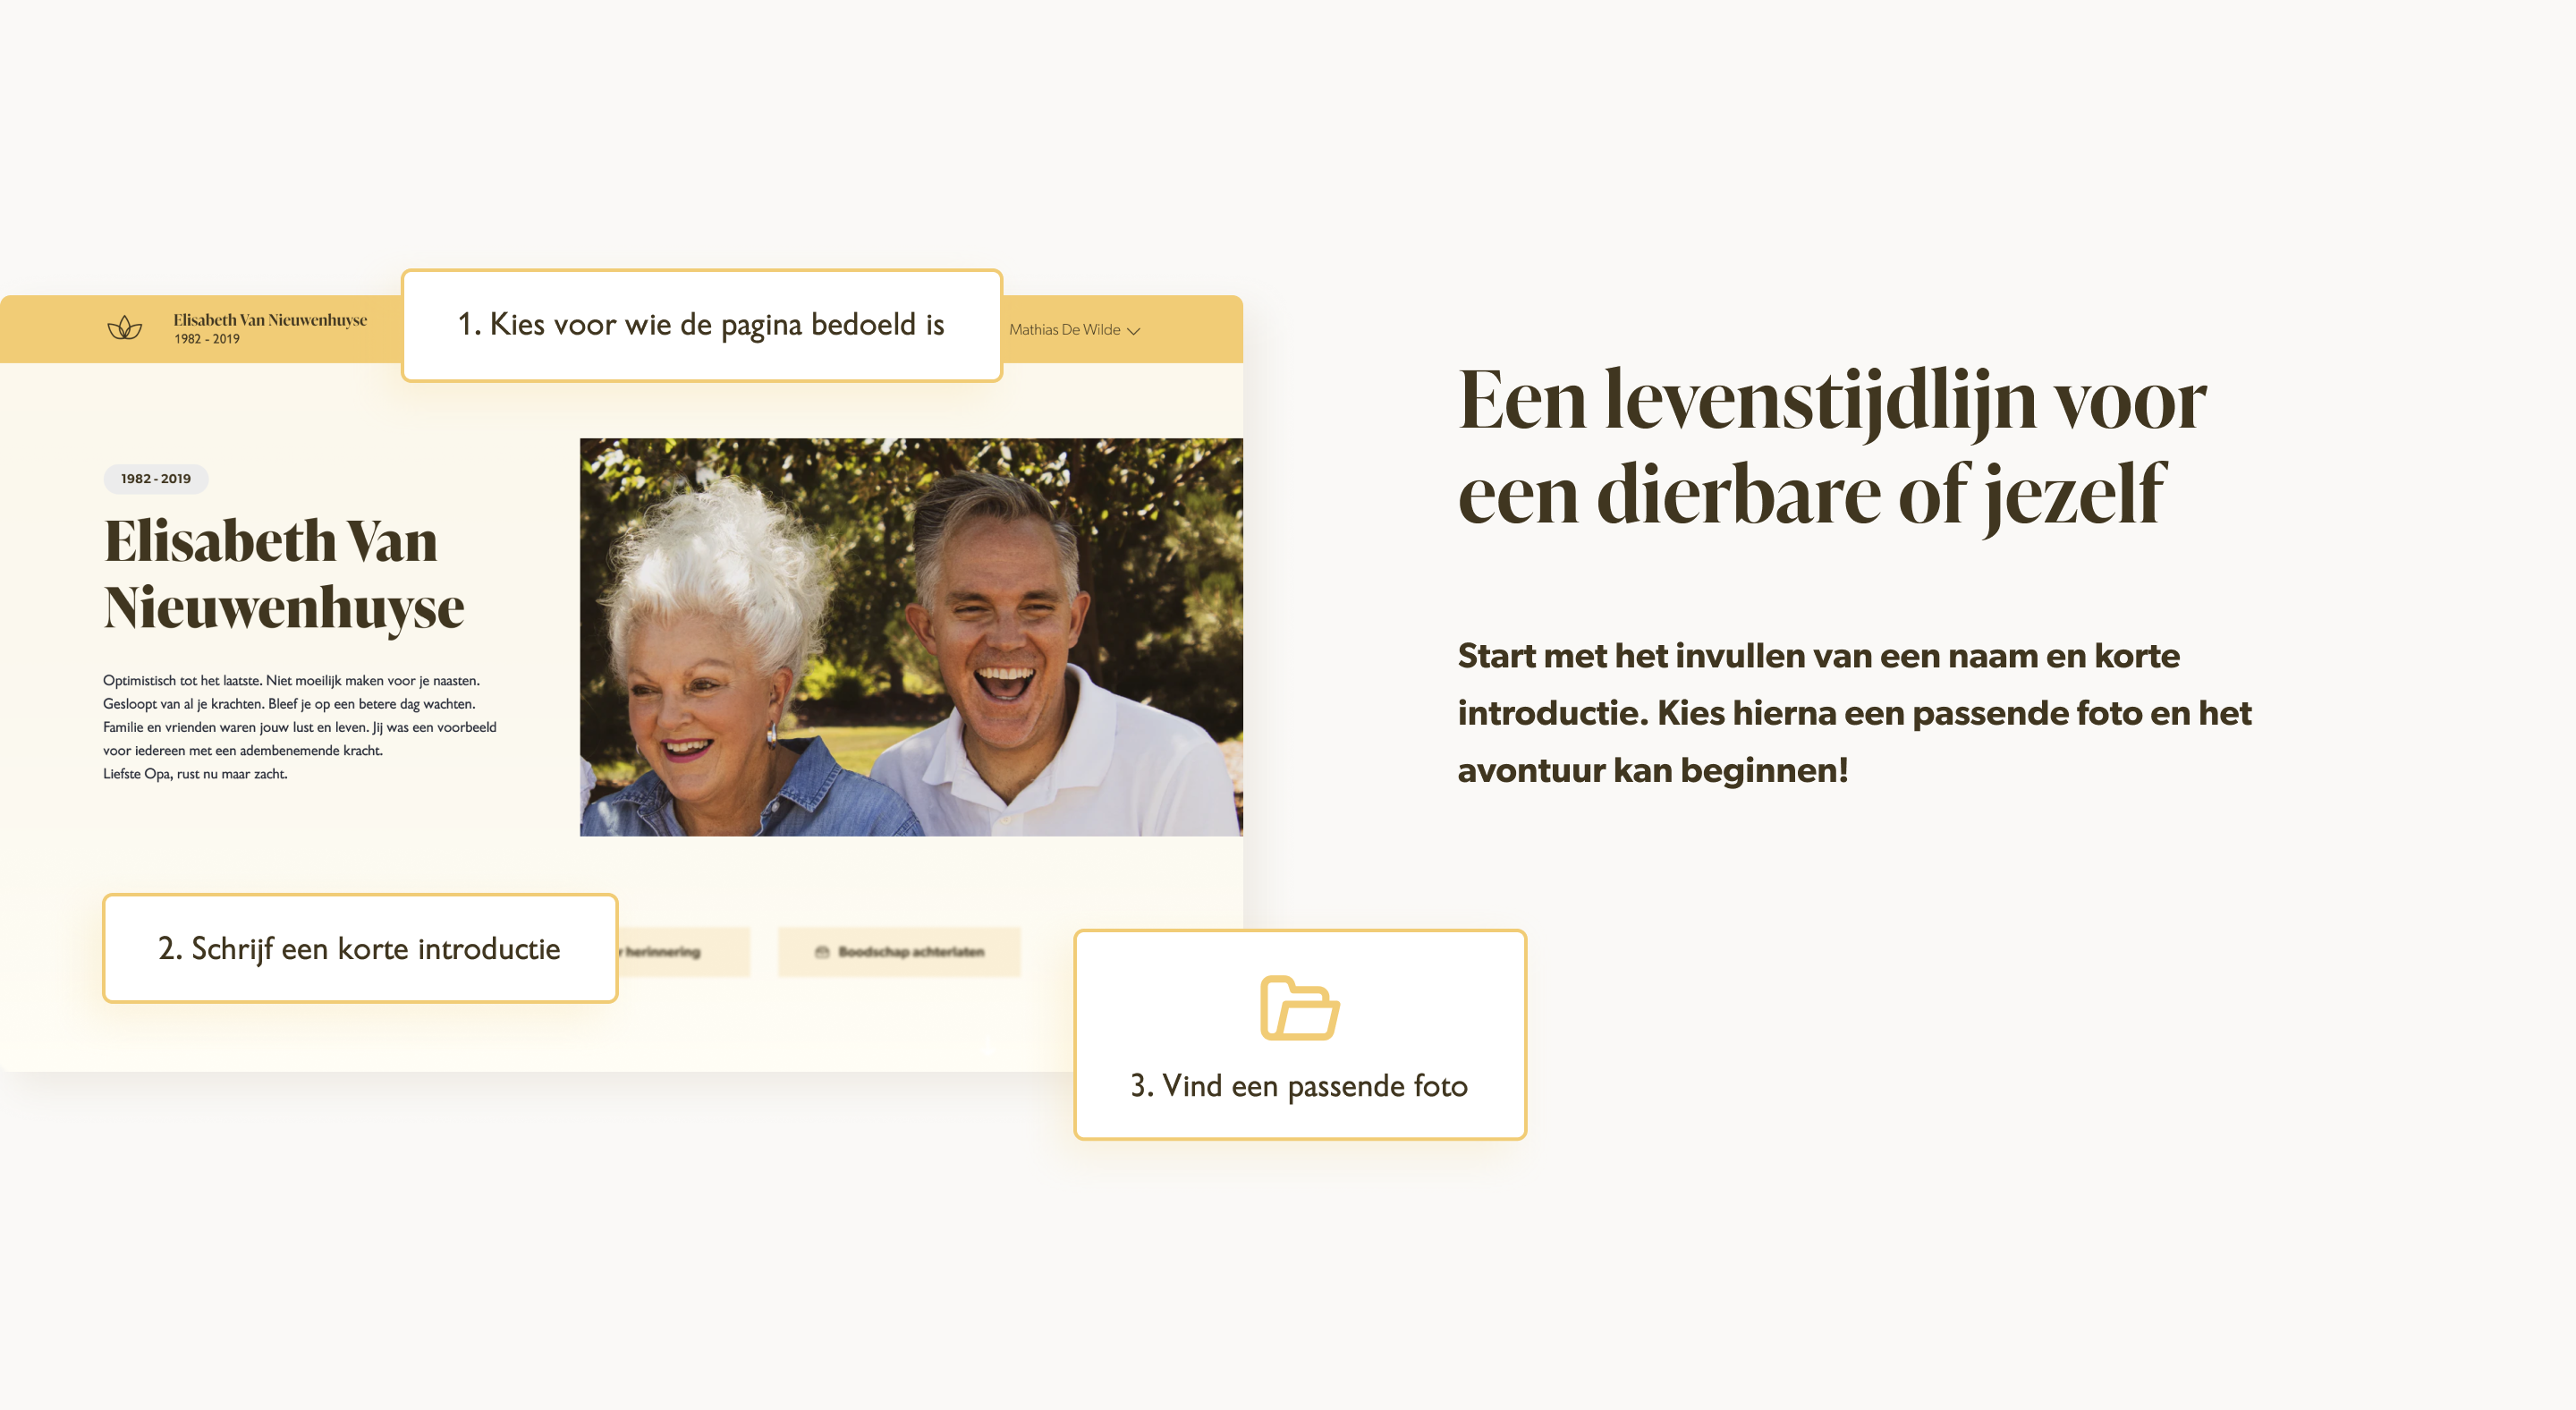 Elisabeth Van Nieuwenhuyse
1982 - 2019
1. Kies voor wie de pagina bedoeld is
Mathias De Wilde
1982 - 2019
Elisabeth Van
Nieuwenhuyse
Optimistisch tot het laatste. Niet moeilijk maken voor je naasten.
Gesloopt van al je krachten. Bleef je op een betere dag wachten.
Familie en vrienden waren jouw lust en leven. Jij was een voorbeeld
voor iedereen met een adembenemende kracht.
Liefste Opa, rust nu maar zacht.
2. Schrijf een korte introductie
herinnering
Boodschap achterlaten
3. Vind een passende foto
Een levenstijdlijn voor
een dierbare of jezelf
Start met het invullen van een naam en korte
introductie. Kies hierna een passende foto en het
avontuur kan beginnen!